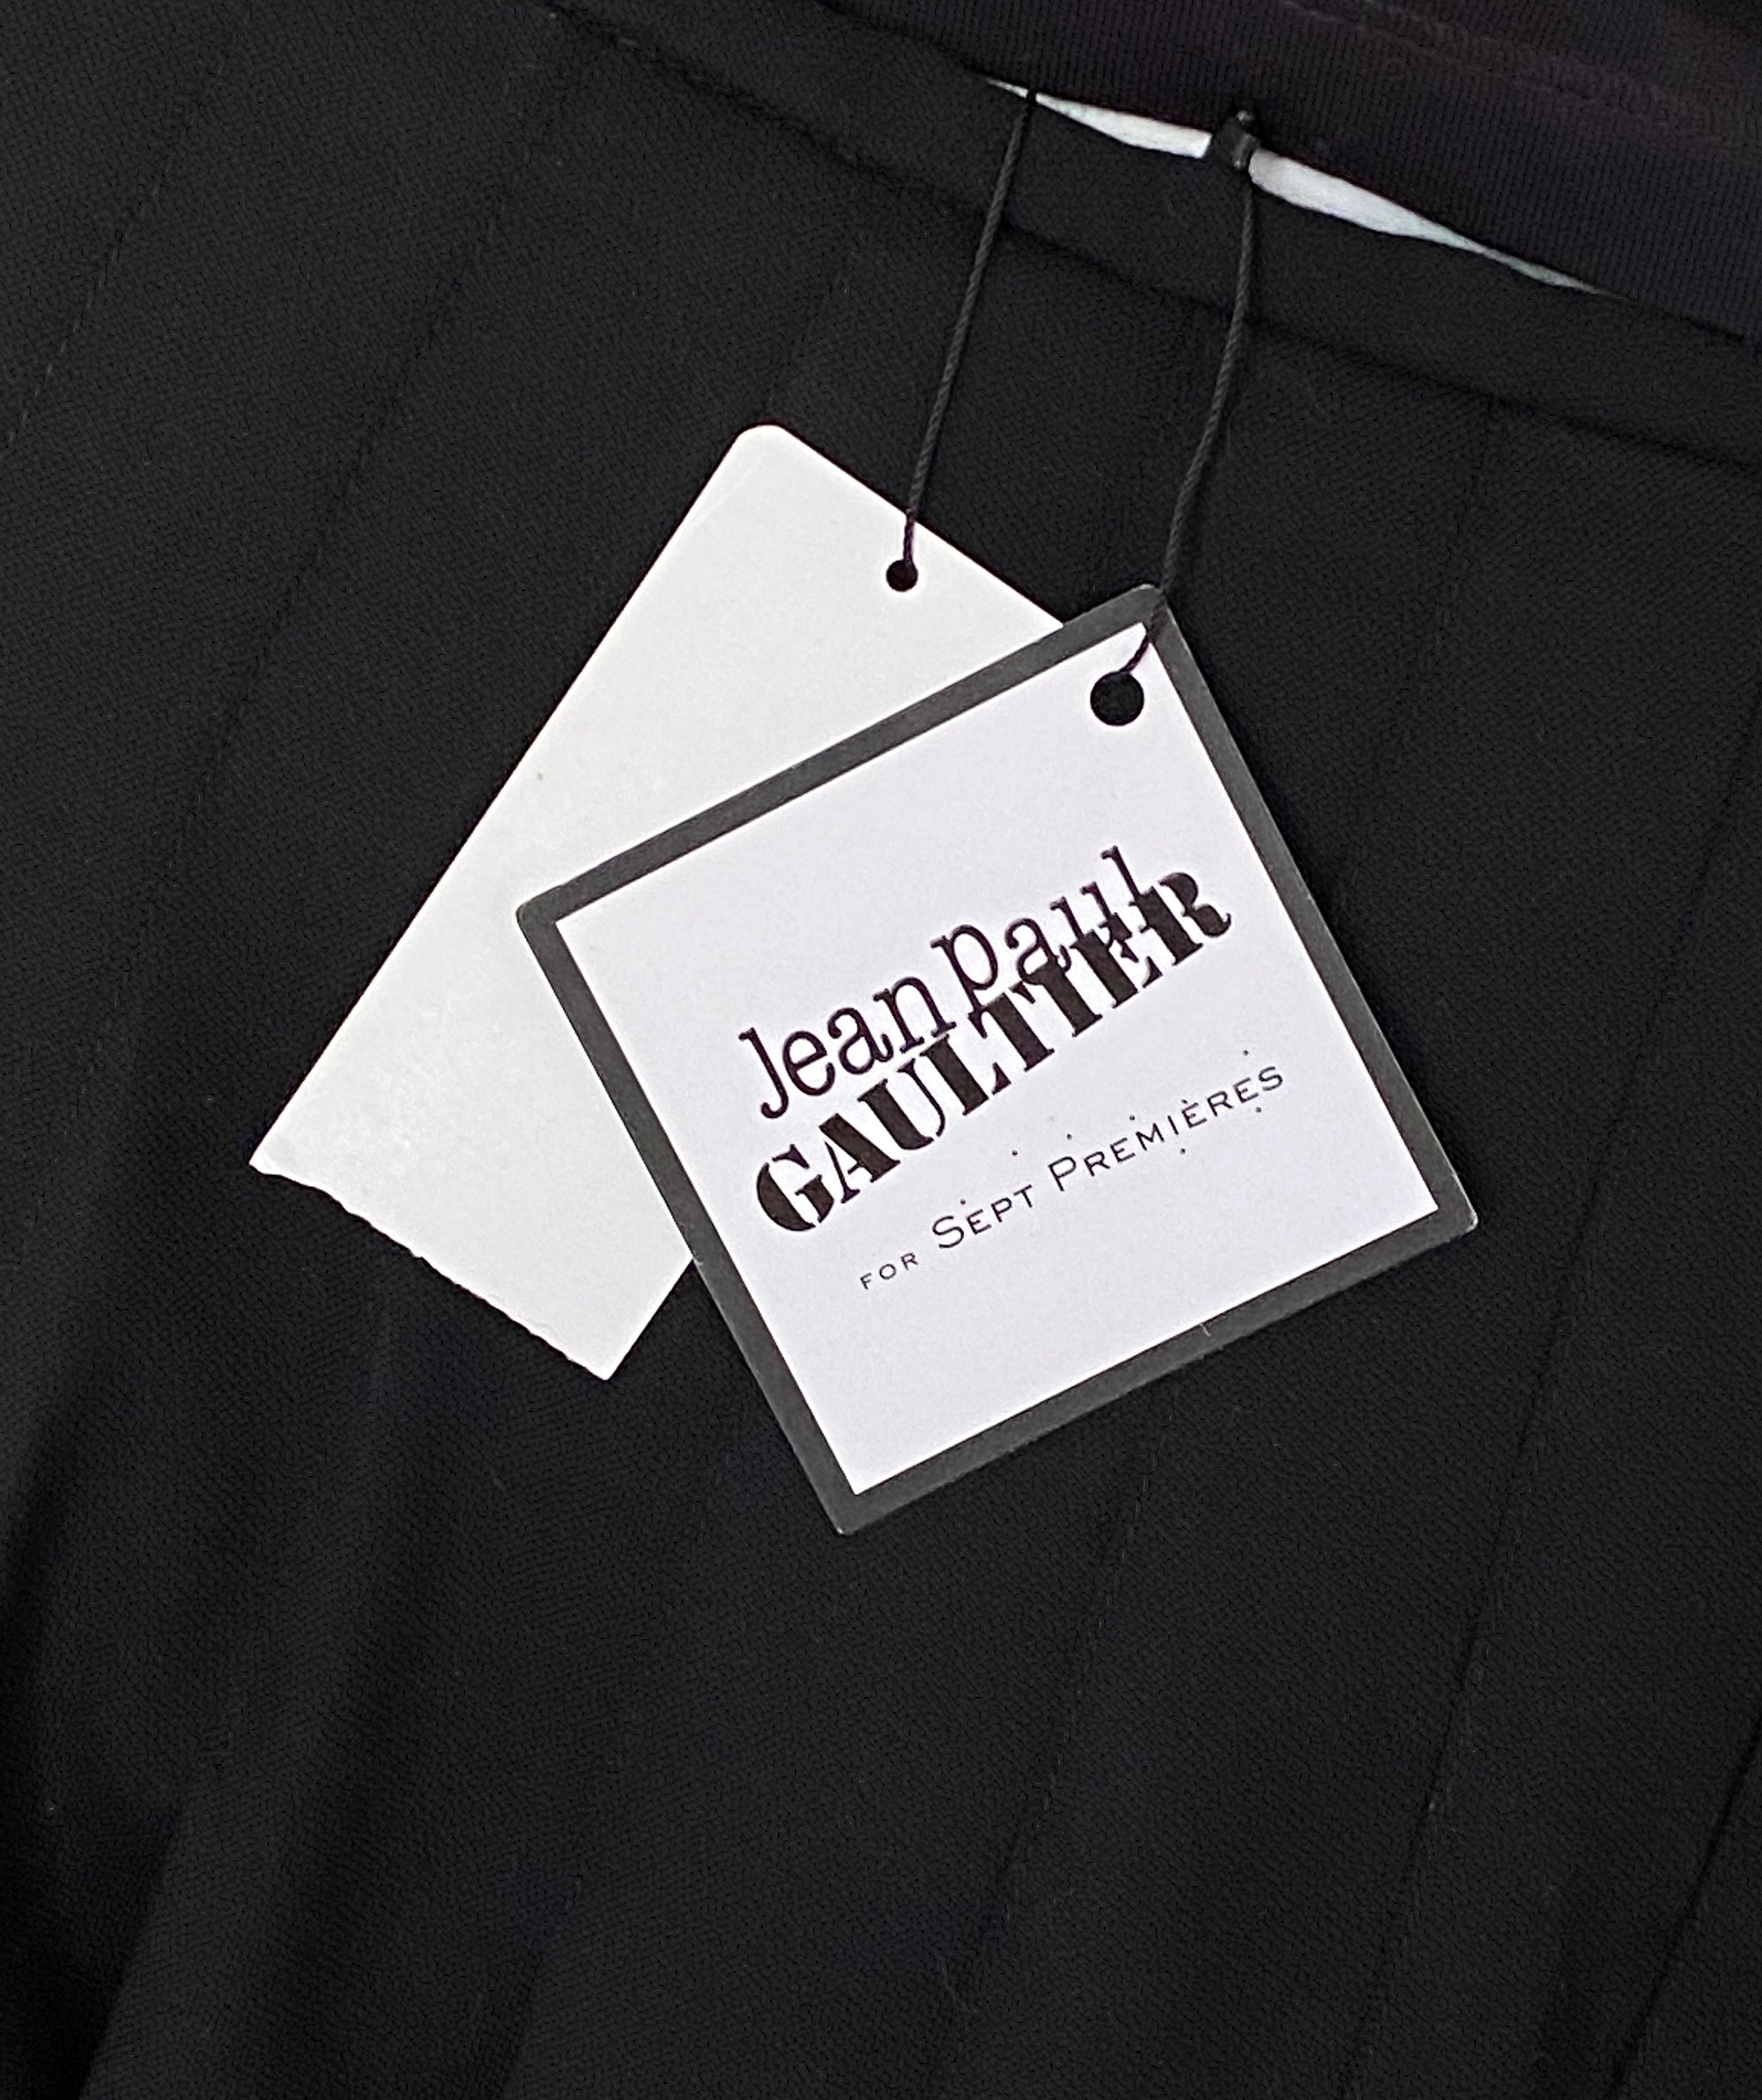 Jean Paul
GAULTIER
FOR SEPT PREMIÈRES